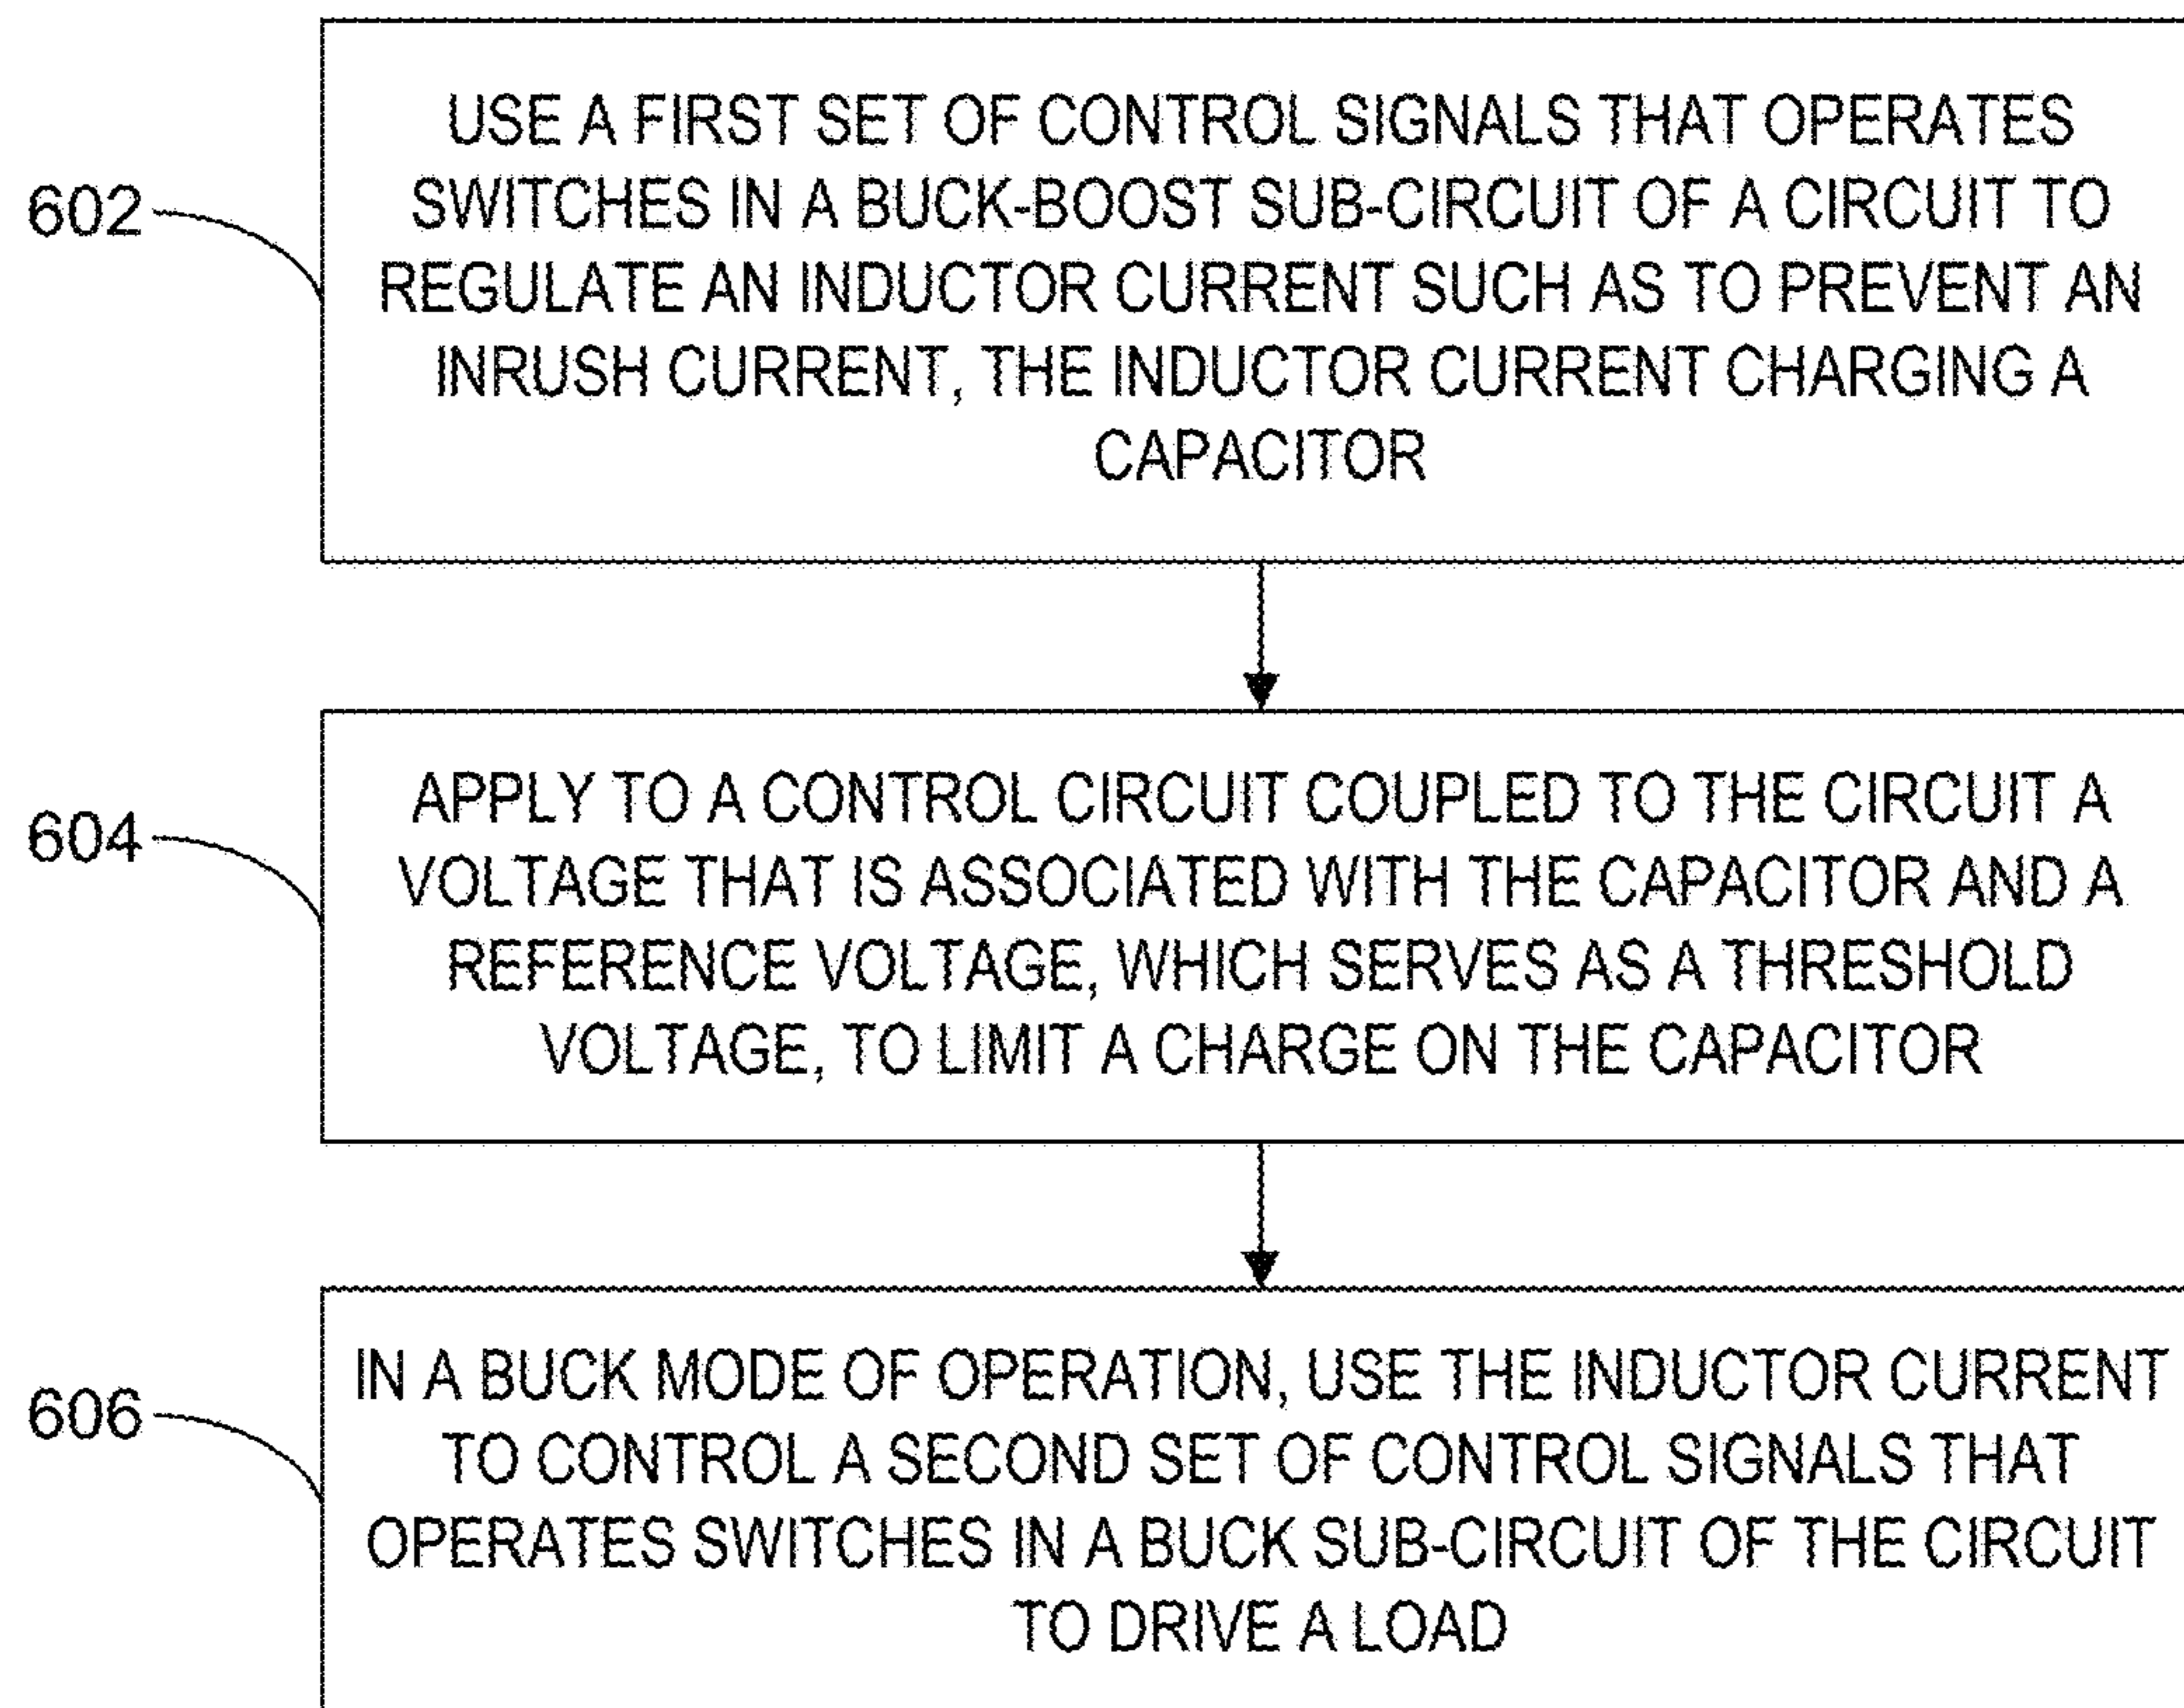 602
USE A FIRST SET OF CONTROL SIGNALS THAT OPERATES
SWITCHES IN A BUCK-BOOST SUB-CIRCUIT OF A CIRCUIT TO
REGULATE AN INDUCTOR CURRENT SUCH AS TO PREVENT AN
INRUSH CURRENT, THE INDUCTOR CURRENT CHARGING A
CAPACITOR
604
APPLY TO A CONTROL CIRCUIT COUPLED TO THE CIRCUIT A
VOLTAGE THAT IS ASSOCIATED WITH THE CAPACITOR AND A
REFERENCE VOLTAGE, WHICH SERVES AS A THRESHOLD
VOLTAGE, TO LIMIT A CHARGE ON THE CAPACITOR
606
IN A BUCK MODE OF OPERATION, USE THE INDUCTOR CURRENT
TO CONTROL A SECOND SET OF CONTROL SIGNALS THAT
OPERATES SWITCHES IN A BUCK SUB-CIRCUIT OF THE CIRCUIT
TO DRIVE A LOAD